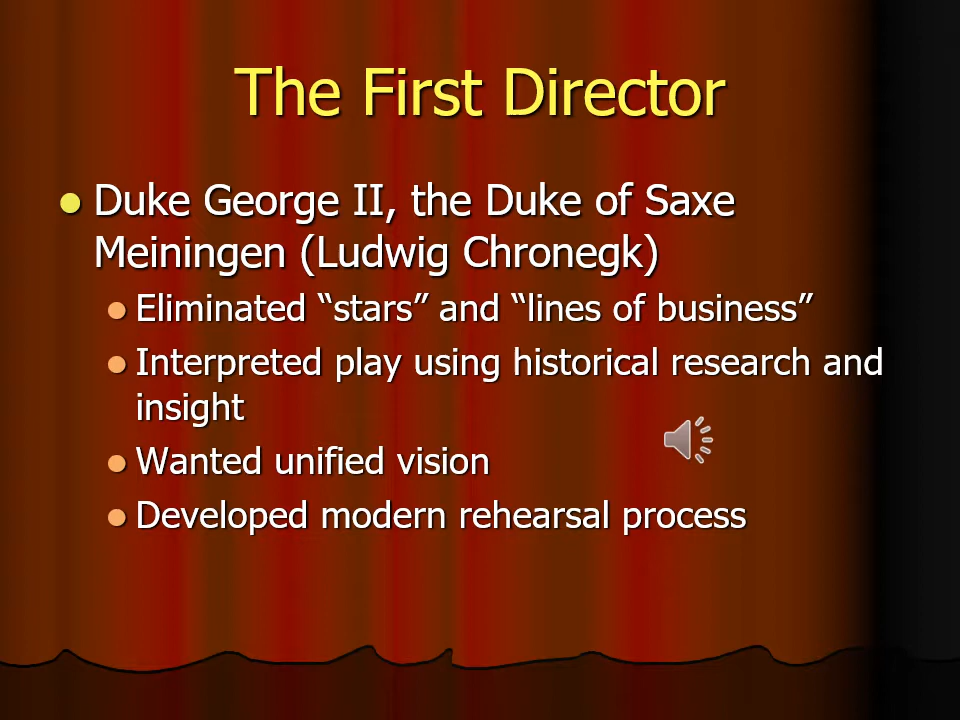 The First Director
Duke George II, the Duke of Saxe
Meiningen (Ludwig Chronegk)
Eliminated “stars” and “lines of business”
Interpreted play using historical research and
insight
Wanted unified vision
Developed modern rehearsal process